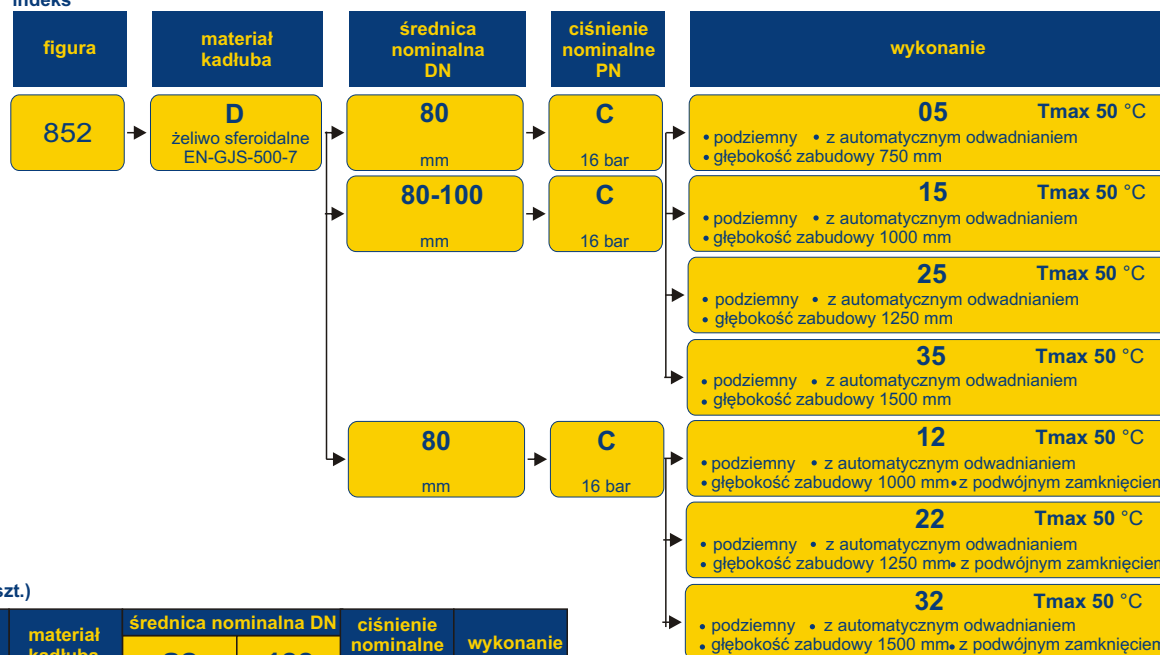 indeks
figura
materiał
kadłuba
średnica
nominalna
DN
ciśnienie
nominalne
PN
wykonanie
852
D
żeliwo sferoidalne
EN-GJS-500-7
80
mm
C
16 bar
05 Tmax 50 °C
• podziemny • z automatycznym odwadnianiem
• głębokość zabudowy 750 mm
80-100
mm
C
16 bar
15 Tmax 50 °C
• podziemny • z automatycznym odwadnianiem
• głębokość zabudowy 1000 mm
25 Tmax 50 °C
• podziemny • z automatycznym odwadnianiem
• głębokość zabudowy 1250 mm
35 Tmax 50 °C
• podziemny • z automatycznym odwadnianiem
• głębokość zabudowy 1500 mm
80
mm
C
16 bar
12 Tmax 50 °C
• podziemny • z automatycznym odwadnianiem
• głębokość zabudowy 1000 mm • z podwójnym zamknięciem
22 Tmax 50 °C
• podziemny • z automatycznym odwadnianiem
• głębokość zabudowy 1250 mm • z podwójnym zamknięciem
32 Tmax 50 °C
• podziemny • z automatycznym odwadnianiem
• głębokość zabudowy 1500 mm • z podwójnym zamknięciem
szt.)
materiał
kadłuba
średnica nominalna DN
ciśnienie
nominalne
wykonanie